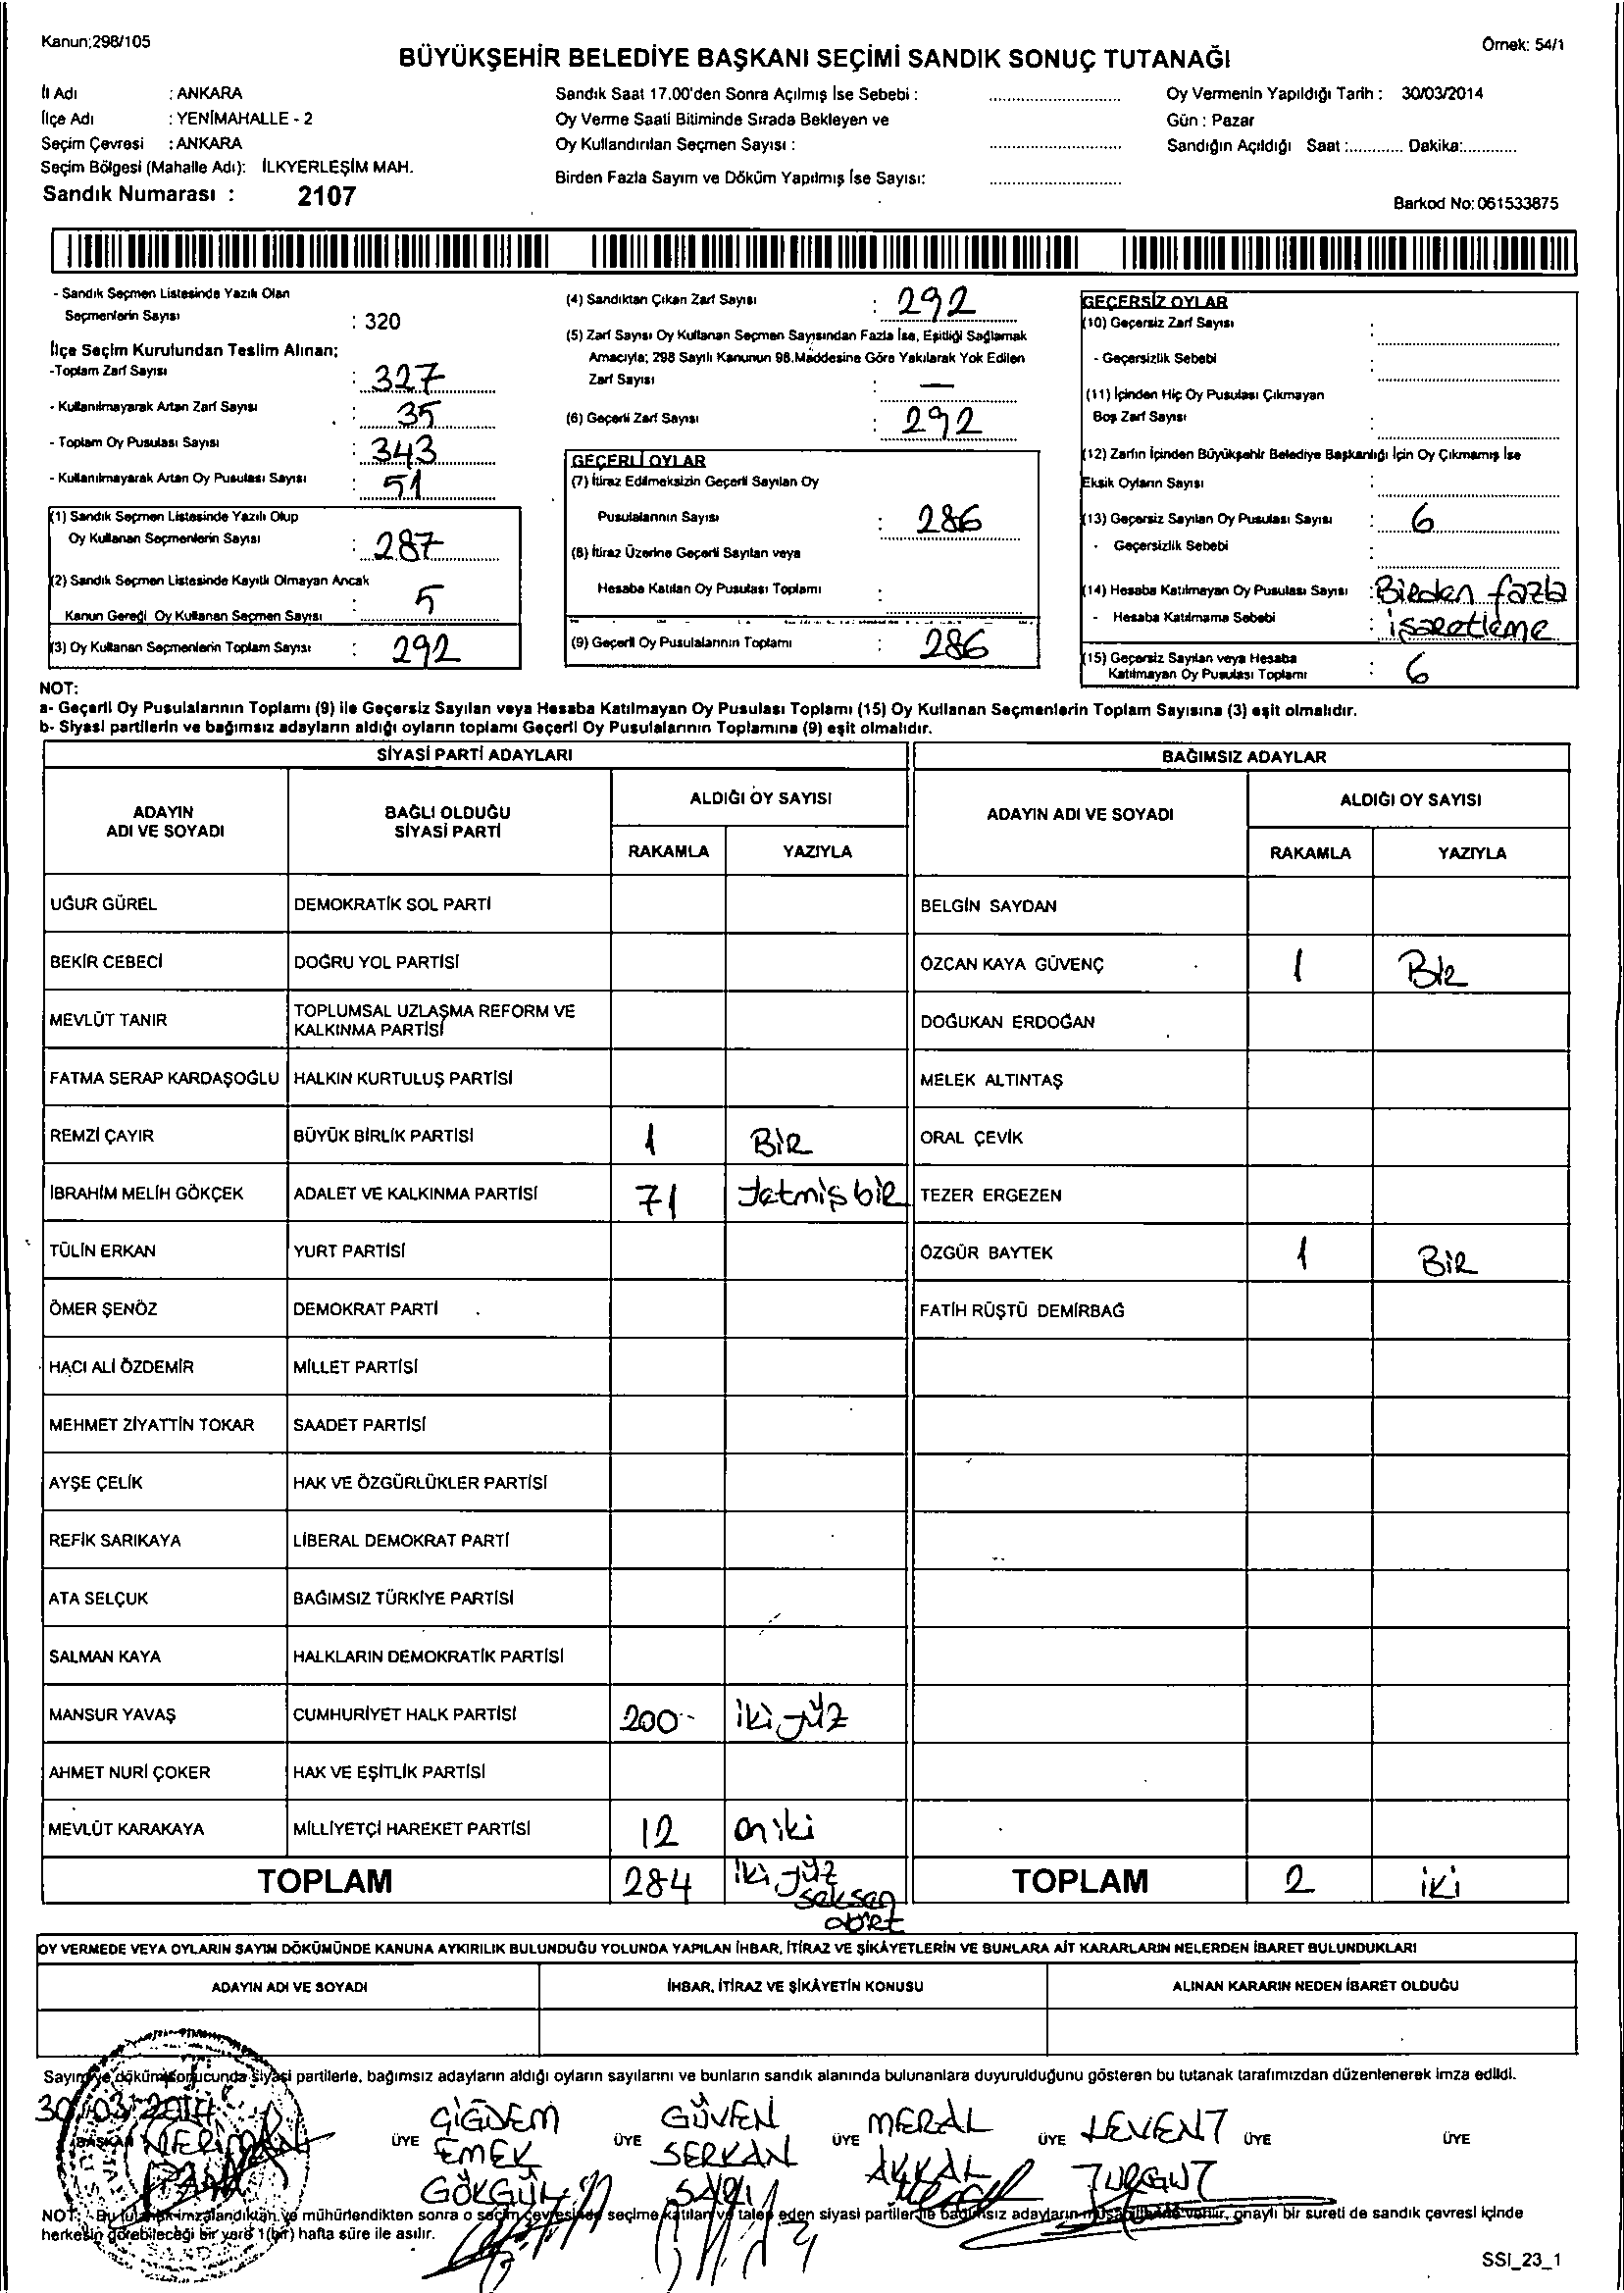 Kanun;298/105
Örnek: 54/1
BÜYÜKŞEHİR BELEDİYE BAŞKANI SEÇİMİ SANDIK SONUÇ TUTANAĞI
İl Adı : ANKARA
İlçe Adı : YENİMAHALLE - 2
Seçim Çevresi : ANKARA
Seçim Bölgesi (Mahalle Adı): İLKYERLEŞİM MAH.
Sandık Numarası : 2107
Sandık Saat 17.00'den Sonra Açılmış İse Sebebi :
Oy Verme Saati Bitiminde Sırada Bekleyen ve
Oy Kullandırılan Seçmen Sayısı :
Birden Fazla Sayım ve Döküm Yapılmış İse Sayısı:
Oy Vermenin Yapıldığı Tarih : 30/03/2014
Gün : Pazar
Sandığın Açıldığı Saat :............ Dakika:............
Barkod No: 061533875
- Sandık Seçmen Listesinde Yazılı Olan
Seçmenlerin Sayısı : 320
İlçe Seçim Kurulundan Teslim Alınan;
-Toplam Zarf Sayısı : 327
- Kullanılmayarak Artan Zarf Sayısı : 35
- Toplam Oy Pusulası Sayısı : 343
- Kullanılmayarak Artan Oy Pusulası Sayısı : 51
(1) Sandık Seçmen Listesinde Yazılı Olup
Oy Kullanan Seçmenlerin Sayısı : 287
(2) Sandık Seçmen Listesinde Kayıtlı Olmayan Ancak
Kanun Gereği Oy Kullanan Seçmen Sayısı : 5
(3) Oy Kullanan Seçmenlerin Toplam Sayısı : 292
(4) Sandıktan Çıkan Zarf Sayısı : 292
(5) Zarf Sayısı Oy Kullanan Seçmen Sayısından Fazla İse, Eşitliği Sağlamak
Amacıyla; 298 Sayılı Kanunun 98.Maddesine Göre Yakılarak Yok Edilen
Zarf Sayısı : —
(6) Geçerli Zarf Sayısı : 292
GEÇERLİ OYLAR
(7) İtiraz Edilmeksizin Geçerli Sayılan Oy
Pusulalarının Sayısı : 286
(8) İtiraz Üzerine Geçerli Sayılan veya
Hesaba Katılan Oy Pusulası Toplamı :
(9) Geçerli Oy Pusulalarının Toplamı : 286
GEÇERSİZ OYLAR
(10) Geçersiz Zarf Sayısı :
- Geçersizlik Sebebi :
(11) İçinden Hiç Oy Pusulası Çıkmayan
Boş Zarf Sayısı :
(12) Zarfın İçinden Büyükşehir Belediye Başkanlığı İçin Oy Çıkmamış İse
Eksik Oyların Sayısı :
(13) Geçersiz Sayılan Oy Pusulası Sayısı : 6
- Geçersizlik Sebebi :
(14) Hesaba Katılmayan Oy Pusulası Sayısı : Birden fazla
- Hesaba Katılmama Sebebi : işaretleme
(15) Geçersiz Sayılan veya Hesaba
Katılmayan Oy Pusulası Toplamı : 6
NOT:
a- Geçerli Oy Pusulalarının Toplamı (9) ile Geçersiz Sayılan veya Hesaba Katılmayan Oy Pusulası Toplamı (15) Oy Kullanan Seçmenlerin Toplam Sayısına (3) eşit olmalıdır.
b- Siyasi partilerin ve bağımsız adayların aldığı oyların toplamı Geçerli Oy Pusulalarının Toplamına (9) eşit olmalıdır.
SİYASİ PARTİ ADAYLARI
BAĞIMSIZ ADAYLAR
ADAYIN
ADI VE SOYADI
BAĞLI OLDUĞU
SİYASİ PARTİ
ALDIĞI OY SAYISI
RAKAMLA YAZIYLA
ADAYIN ADI VE SOYADI
ALDIĞI OY SAYISI
RAKAMLA YAZIYLA
UĞUR GÜREL DEMOKRATİK SOL PARTİ BELGİN SAYDAN
BEKİR CEBECİ DOĞRU YOL PARTİSİ ÖZCAN KAYA GÜVENÇ 1 Bir
MEVLÜT TANIR TOPLUMSAL UZLAŞMA REFORM VE
KALKINMA PARTİSİ DOĞUKAN ERDOĞAN
FATMA SERAP KARDAŞOĞLU HALKIN KURTULUŞ PARTİSİ MELEK ALTINTAŞ
REMZİ ÇAYIR BÜYÜK BİRLİK PARTİSİ 1 Bir ORAL ÇEVİK
İBRAHİM MELİH GÖKÇEK ADALET VE KALKINMA PARTİSİ 71 Yetmiş bir TEZER ERGEZEN
TÜLİN ERKAN YURT PARTİSİ ÖZGÜR BAYTEK 1 Bir
ÖMER ŞENÖZ DEMOKRAT PARTİ FATİH RÜŞTÜ DEMİRBAĞ
HACI ALİ ÖZDEMİR MİLLET PARTİSİ
MEHMET ZİYATTİN TOKAR SAADET PARTİSİ
AYŞE ÇELİK HAK VE ÖZGÜRLÜKLER PARTİSİ
REFİK SARIKAYA LİBERAL DEMOKRAT PARTİ
ATA SELÇUK BAĞIMSIZ TÜRKİYE PARTİSİ
SALMAN KAYA HALKLARIN DEMOKRATİK PARTİSİ
MANSUR YAVAŞ CUMHURİYET HALK PARTİSİ 200 iki yüz
AHMET NURİ ÇOKER HAK VE EŞİTLİK PARTİSİ
MEVLÜT KARAKAYA MİLLİYETÇİ HAREKET PARTİSİ 12 oniki
TOPLAM 284 iki yüz
seksen
dört
TOPLAM 2 iki
OY VERMEDE VEYA OYLARIN SAYIM DÖKÜMÜNDE KANUNA AYKIRILIK BULUNDUĞU YOLUNDA YAPILAN İHBAR, İTİRAZ VE ŞİKÂYETLERİN VE BUNLARA AİT KARARLARIN NELERDEN İBARET BULUNDUKLARI
ADAYIN ADI VE SOYADI İHBAR, İTİRAZ VE ŞİKÂYETİN KONUSU ALINAN KARARIN NEDEN İBARET OLDUĞU
Sayım ve döküm sonucunda siyasi partilerle, bağımsız adayların aldığı oyların sayılarını ve bunların sandık alanında bulunanlara duyurulduğunu gösteren bu tutanak tarafımızdan düzenlenerek imza edildi.
30/03/2014
BAŞKAN NERİMAN
ÜYE ÇİĞDEM
EMEK
GÖKGÜL
ÜYE GÜVEN
SERKAN
SARI
ÜYE MERAL
AKKAL
ÜYE LEVENT
TURGUT
ÜYE
ÜYE
NOT: Bu tutanak imzalandıktan ve mühürlendikten sonra o seçim çevresinde seçime katılan ve talep eden siyasi partiler ile bağımsız adayların müşahitlerine verilir, onaylı bir sureti de sandık çevresi içinde
herkesin görebileceği bir yere 1(bir) hafta süre ile asılır.
SSI_23_1